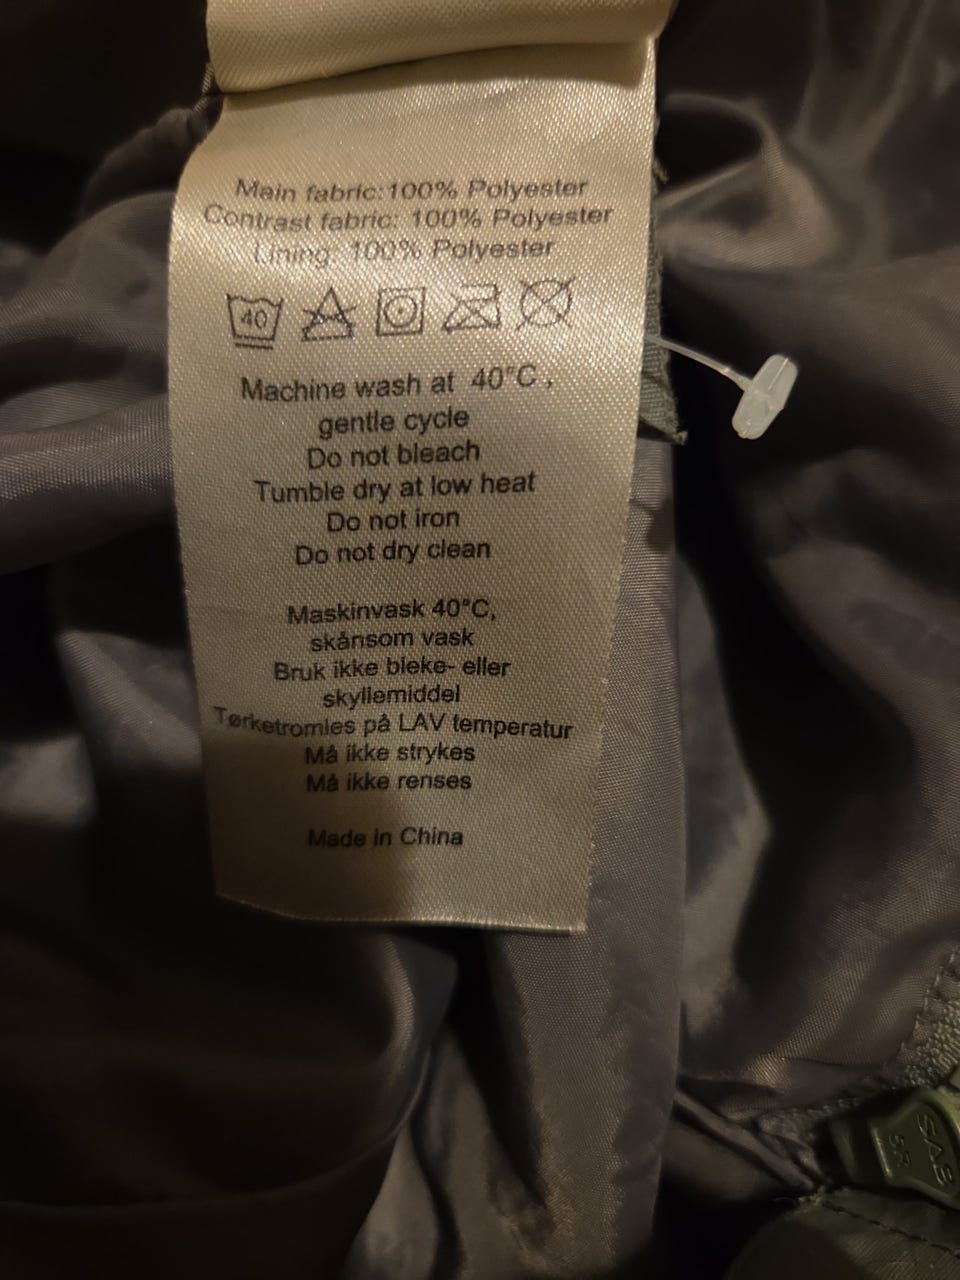 Main fabric:100% Polyester
Contrast fabric: 100% Polyester
Lining: 100% Polyester
40
Machine wash at 40°C,
gentle cycle
Do not bleach
Tumble dry at low heat
Do not iron
Do not dry clean
Maskinvask 40°C,
skånsom vask
Bruk ikke bleke- eller
skyllemiddel
Tørketromles på LAV temperatur
Må ikke strykes
Må ikke renses
Made in China
SAB